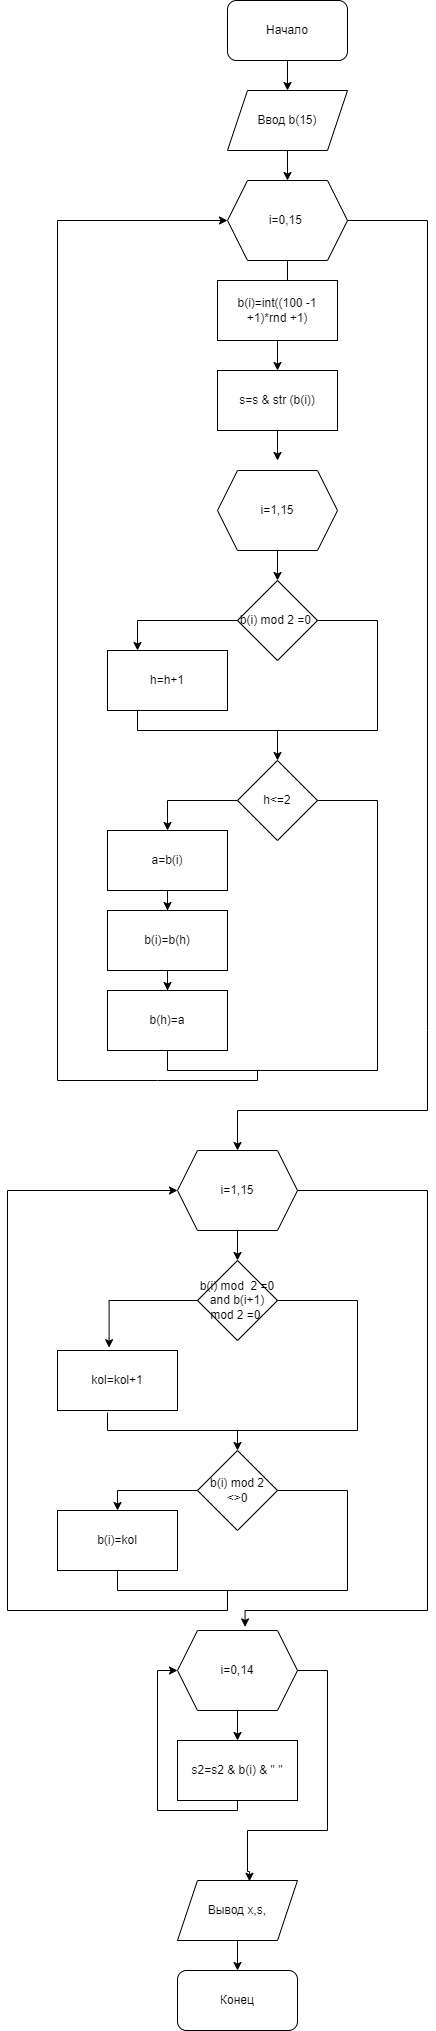 Начало
Ввод b(15)
i=0,15
b(i)=int((100 -1
+1)*rnd +1)
s=s & str (b(i))
i=1,15
b(i) mod 2 =0
h=h+1
h<=2
a=b(i)
b(i)=b(h)
b(h)=a
i=1,15
b(i) mod 2 =0
and b(i+1)
mod 2 =0
kol=kol+1
b(i) mod 2
<>0
b(i)=kol
i=0,14
s2=s2 & b(i) & " "
Вывод x,s,
Конец